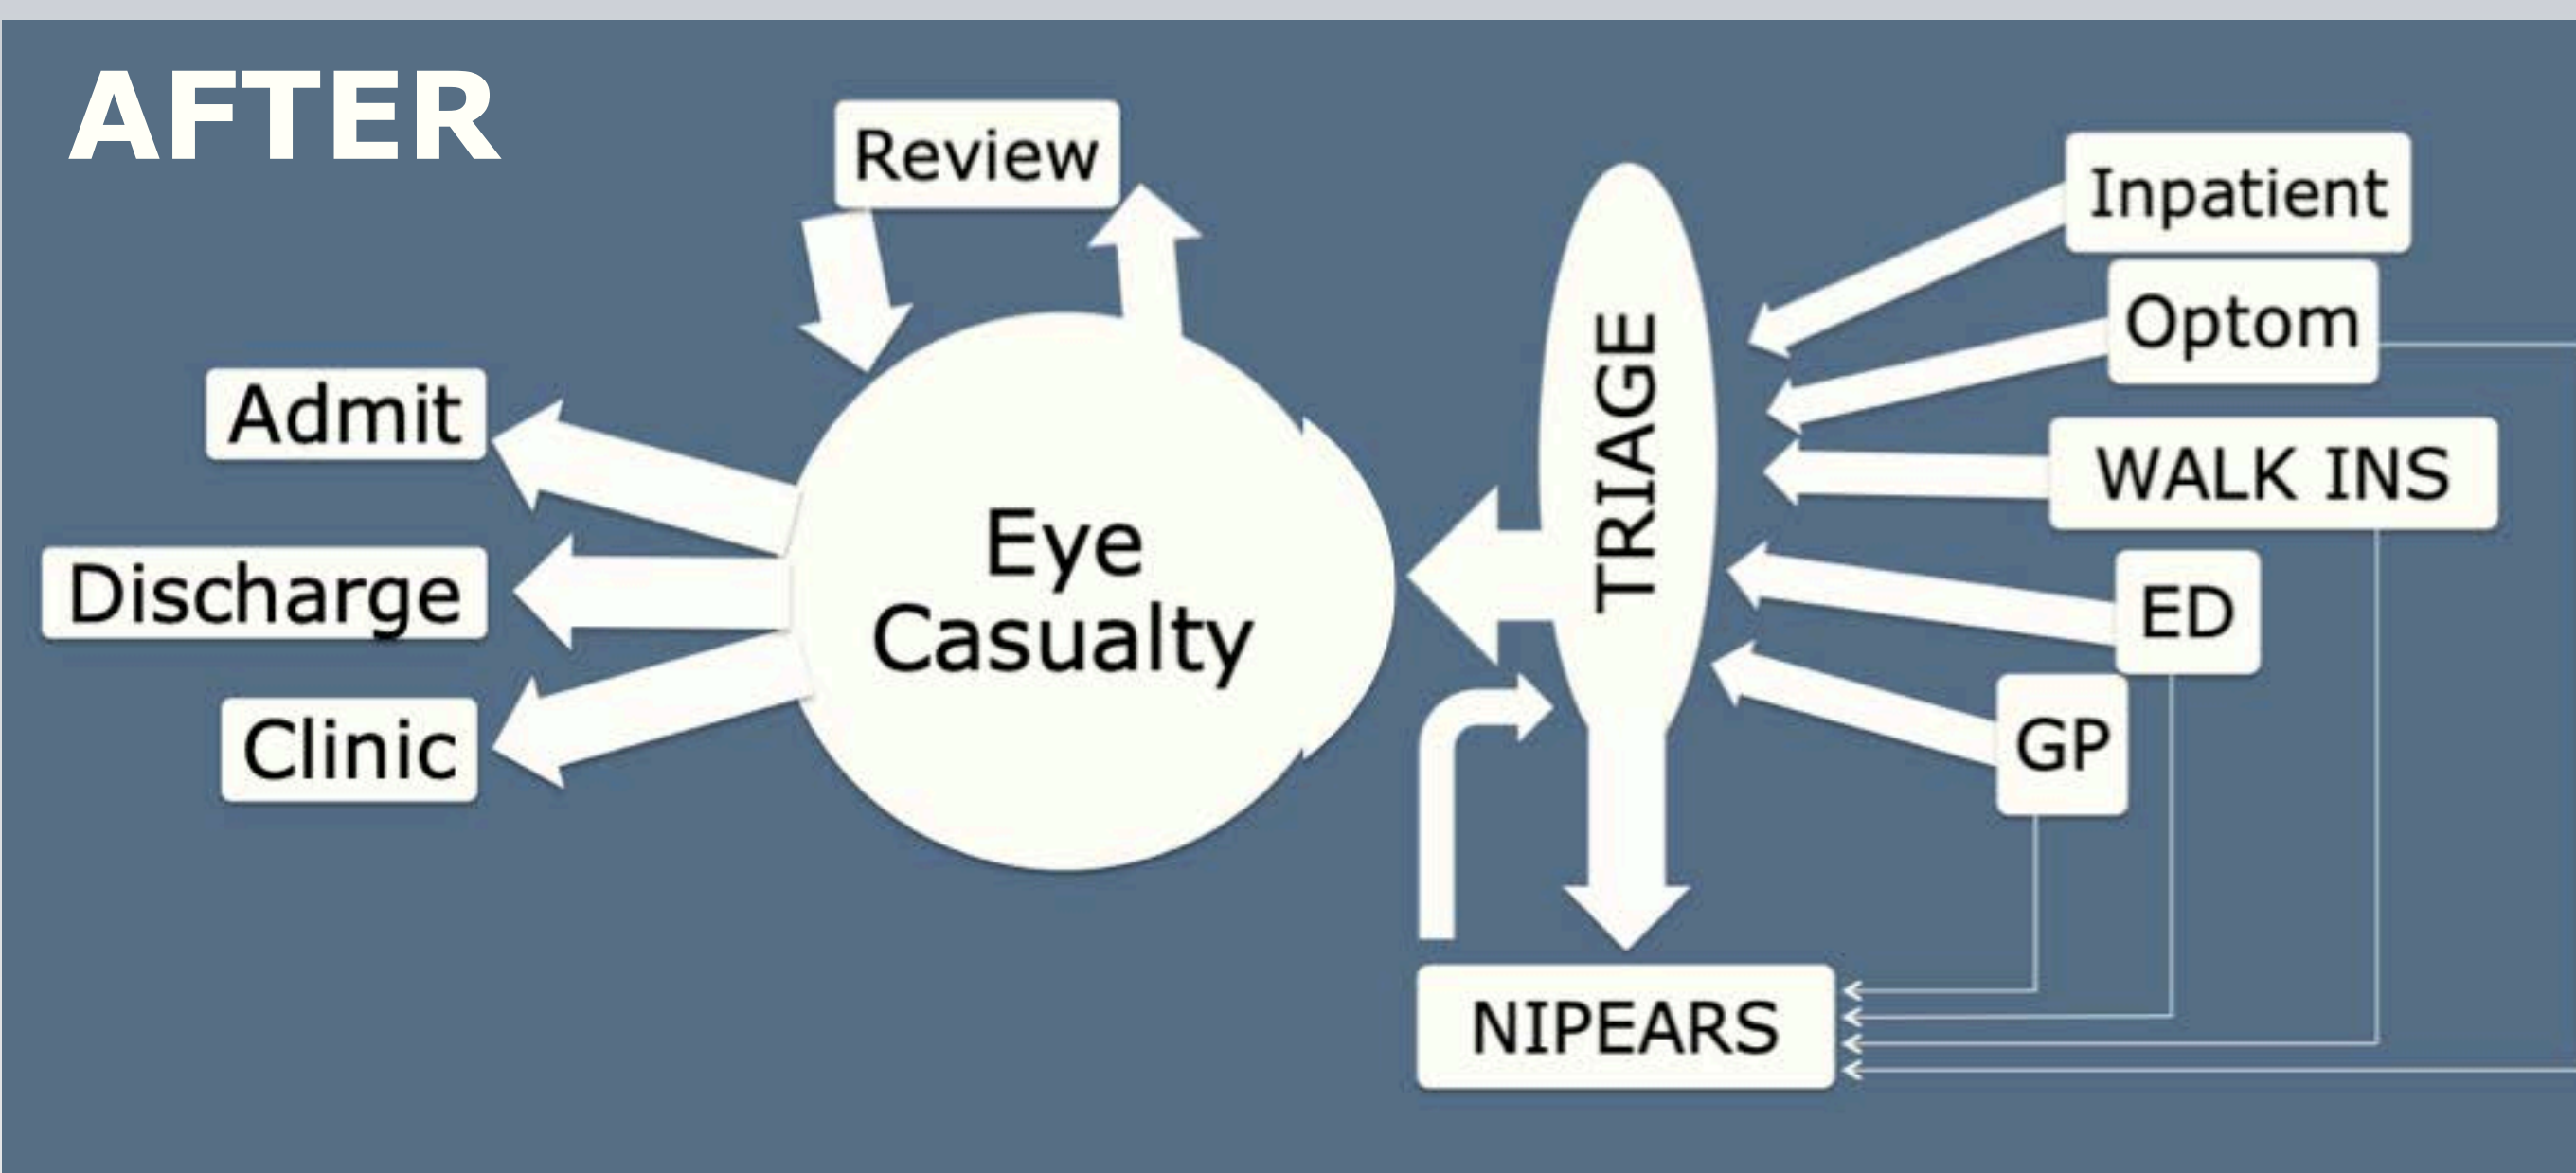 AFTER
Review
Inpatient
Optom
TRIAGE
Admit
WALK INS
Eye
Casualty
Discharge
ED
Clinic
GP
NIPEARS